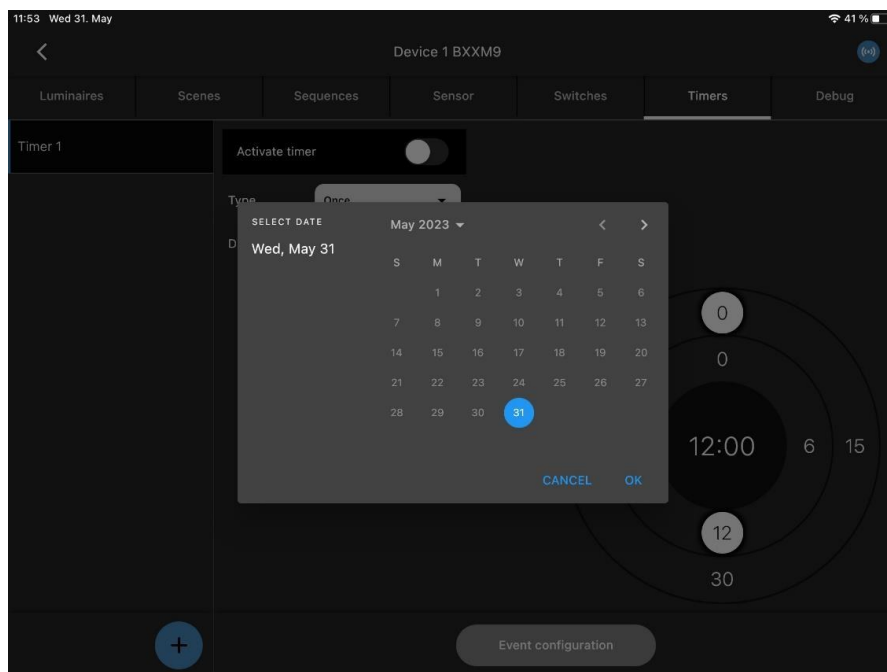 11:53 Wed 31. May 41 %
Device 1 BXXM9
Luminaires Scenes Sequences Sensor Switches Timers Debug
Timer 1
Activate timer
Type Once
D
SELECT DATE
Wed, May 31
May 2023
S M T W T F S
1 2 3 4 5 6
7 8 9 10 11 12 13
14 15 16 17 18 19 20
21 22 23 24 25 26 27
28 29 30 31
CANCEL OK
0
0
12:00 6 15
12
30
+
Event configuration